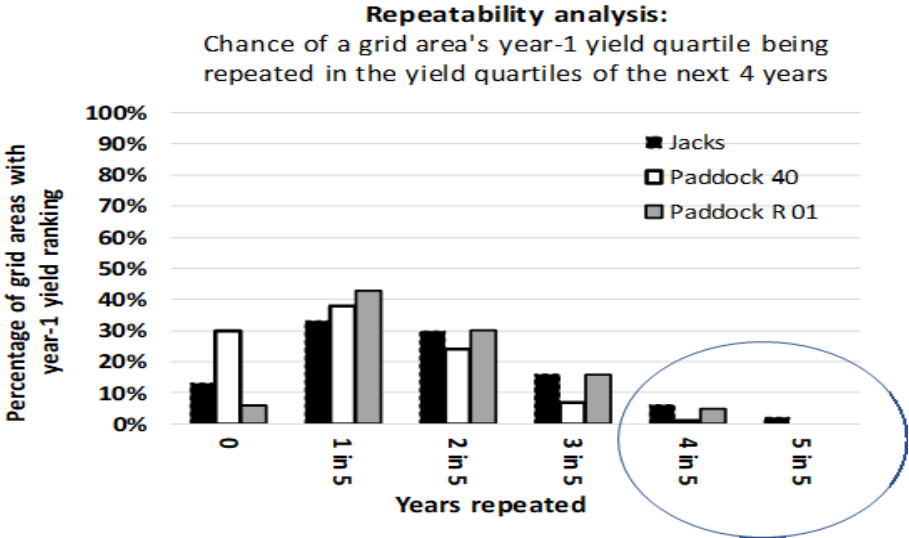 Repeatability analysis:
Chance of a grid area's year-1 yield quartile being
repeated in the yield quartiles of the next 4 years
Percentage of grid areas with
year-1 yield ranking
100%
90%
80%
70%
60%
50%
40%
30%
20%
10%
0%
Jacks
Paddock 40
Paddock R 01
0
1 in 5
2 in 5
3 in 5
4 in 5
5 in 5
Years repeated